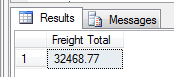 Results Messages
Freight Total
1 32468.77